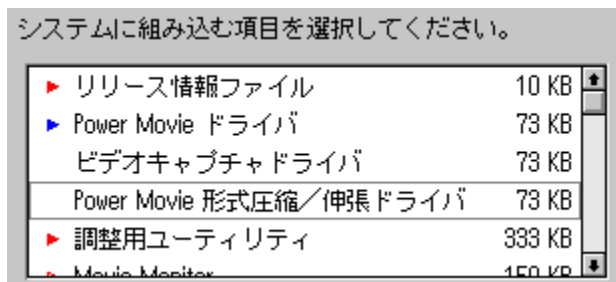 システムに組み込む項目を選択してください。
リリース情報ファイル 10 KB
Power Movie ドライバ 73 KB
ビデオキャプチャドライバ 73 KB
Power Movie 形式圧縮／伸張ドライバ 73 KB
調整用ユーティリティ 333 KB
Movie Monitor 150 KB